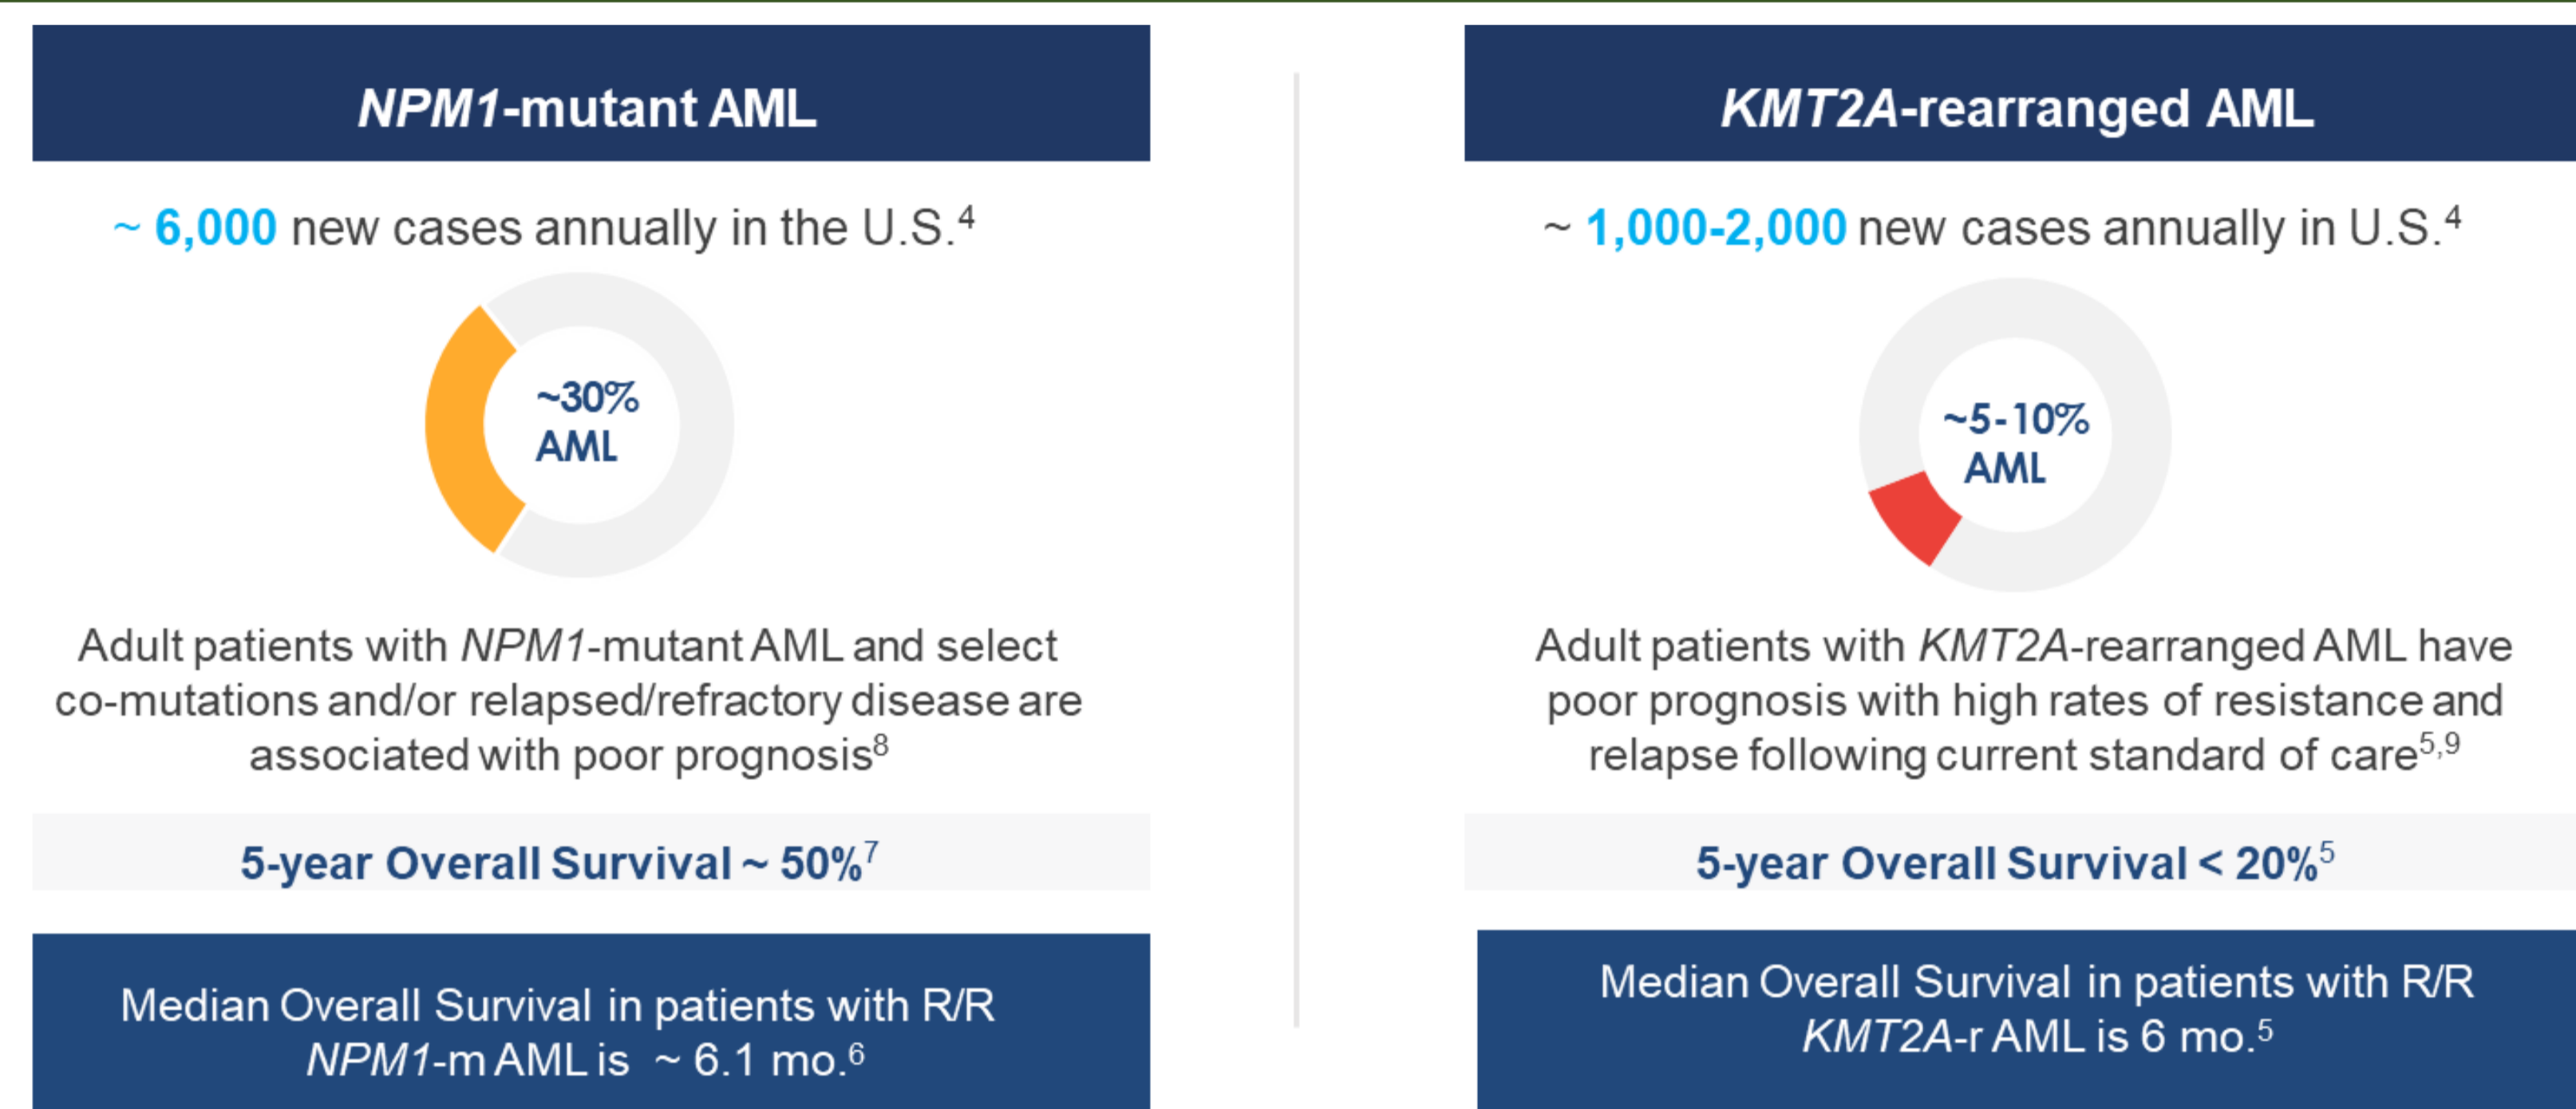 NPM1-mutant AML
~ 6,000 new cases annually in the U.S.4
~30%
AML
Adult patients with NPM1-mutant AML and select
co-mutations and/or relapsed/refractory disease are
associated with poor prognosis8
5-year Overall Survival ~ 50%7
Median Overall Survival in patients with R/R
NPM1-m AML is ~ 6.1 mo.6
KMT2A-rearranged AML
~ 1,000-2,000 new cases annually in U.S.4
~5-10%
AML
Adult patients with KMT2A-rearranged AML have
poor prognosis with high rates of resistance and
relapse following current standard of care5,9
5-year Overall Survival < 20%5
Median Overall Survival in patients with R/R
KMT2A-r AML is 6 mo.5